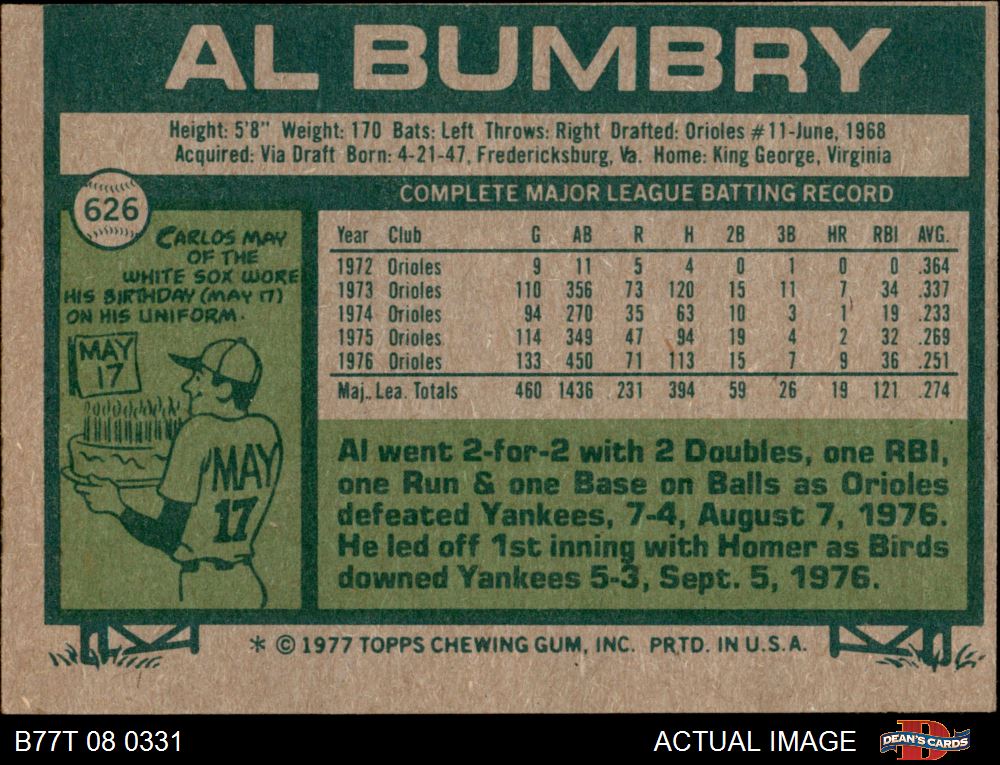 AL BUMBRY
Height: 5'8" Weight: 170 Bats: Left Throws: Right Drafted: Orioles #11-June, 1968
Acquired: Via Draft Born: 4-21-47, Fredericksburg, Va. Home: King George, Virginia
626
CARLOS MAY
OF THE
WHITE SOX WORE
HIS BIRTHDAY (MAY 17)
ON HIS UNIFORM.
MAY
17
MAY
17
COMPLETE MAJOR LEAGUE BATTING RECORD
Year Club G AB R H 2B 3B HR RBI AVG.
1972 Orioles 9 11 5 4 0 1 0 0 .364
1973 Orioles 110 356 73 120 15 11 7 34 .337
1974 Orioles 94 270 35 63 10 3 1 19 .233
1975 Orioles 114 349 47 94 19 4 2 32 .269
1976 Orioles 133 450 71 113 15 7 9 36 .251
Maj. Lea. Totals 460 1436 231 394 59 26 19 121 .274
Al went 2-for-2 with 2 Doubles, one RBI,
one Run & one Base on Balls as Orioles
defeated Yankees, 7-4, August 7, 1976.
He led off 1st inning with Homer as Birds
downed Yankees 5-3, Sept. 5, 1976.
* © 1977 TOPPS CHEWING GUM, INC. PRTD. IN U.S.A.
B77T 08 0331 ACTUAL IMAGE DEAN'S CARDS